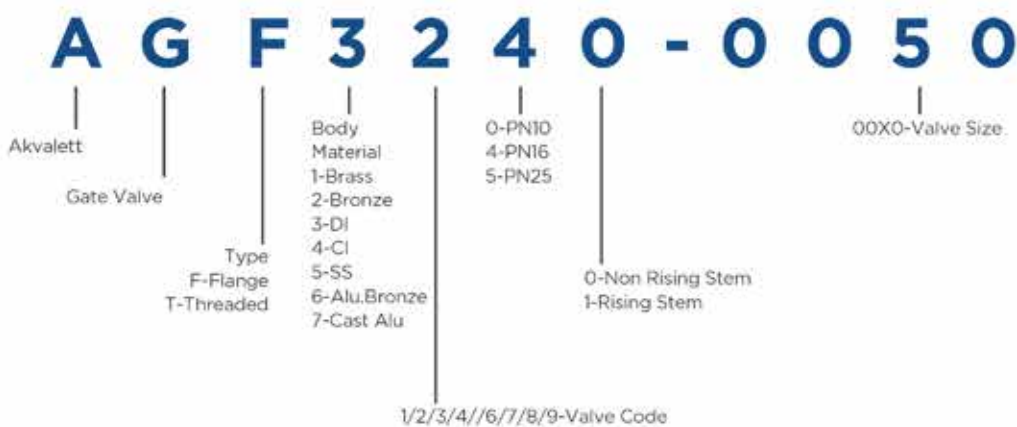 A G F 3 2 4 0 - 0 0 5 0
Akvalett
Gate Valve
Type
F-Flange
T-Threaded
Body
Material
1-Brass
2-Bronze
3-DI
4-CI
5-SS
6-Alu.Bronze
7-Cast Alu
1/2/3/4//6/7/8/9-Valve Code
0-PN10
4-PN16
5-PN25
0-Non Rising Stem
1-Rising Stem
00X0-Valve Size